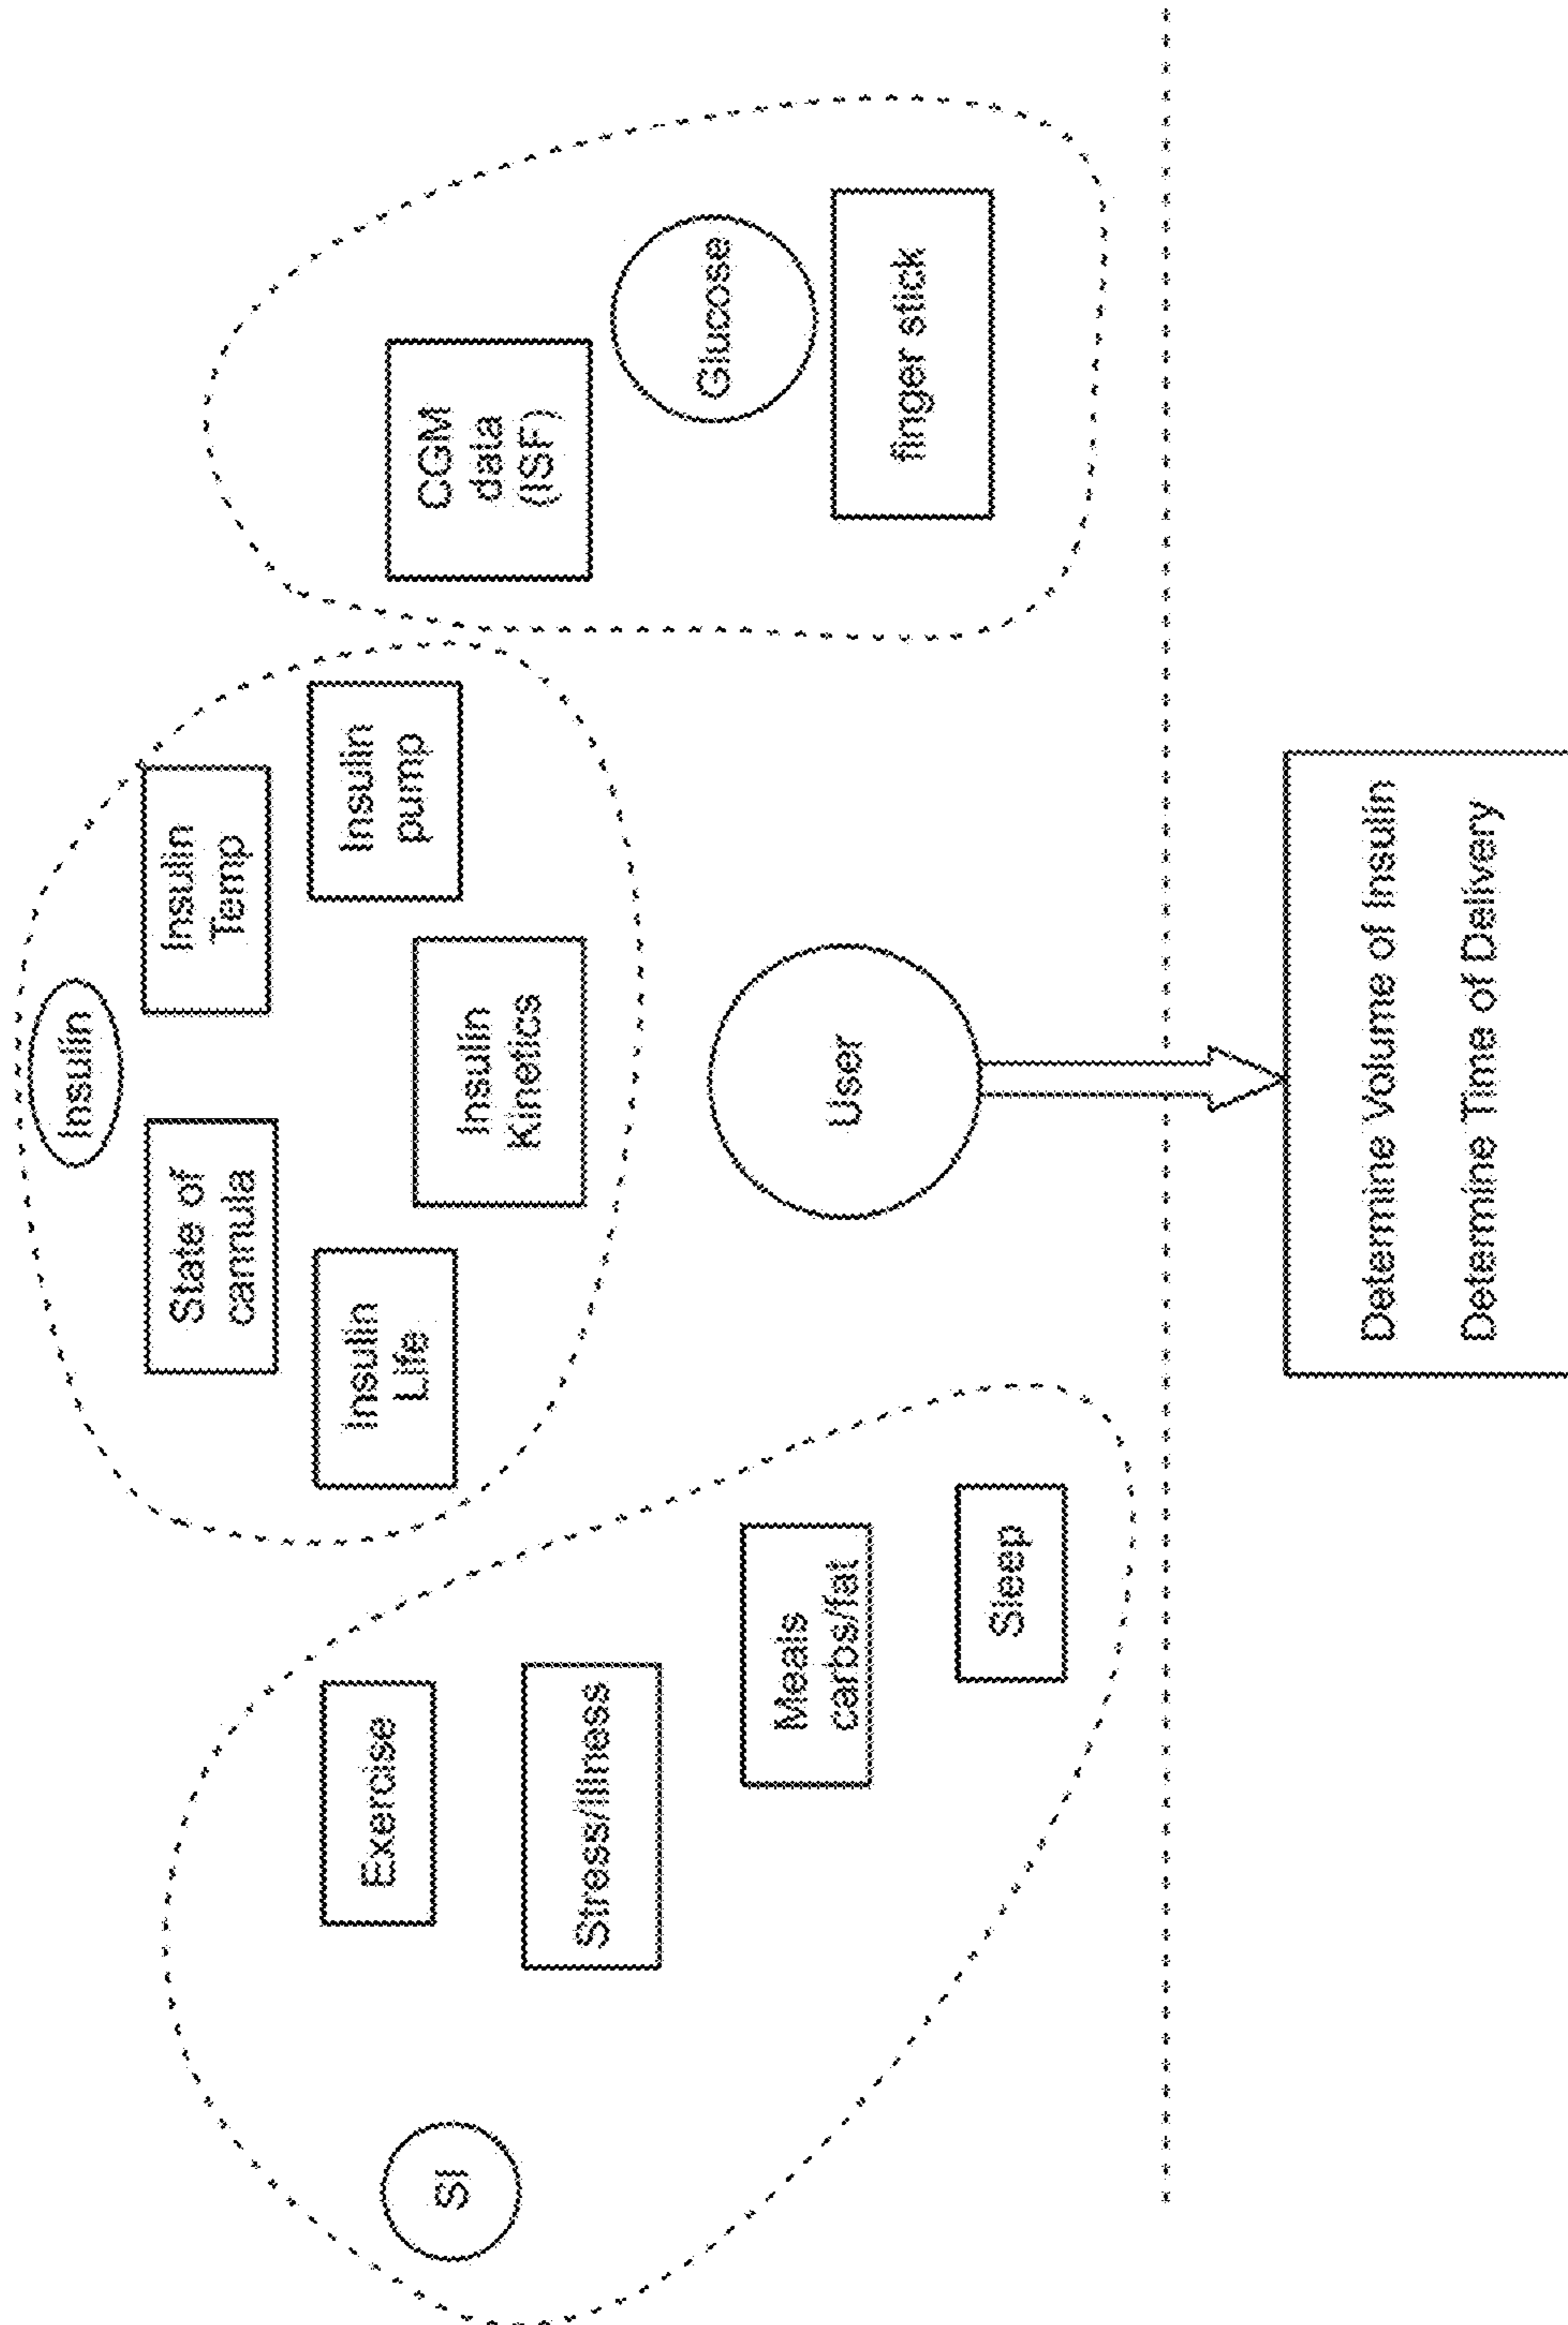 Insulin
State of
cannula
Insulin
Temp
Insulin
Life
Insulin
pump
Insulin
Kinetics
SI
Exercise
Stress/illness
Meals
carbs/fat
Sleep
CGM
data
(ISF)
Glucose
finger stick
User
Determine Volume of Insulin
Determine Time of Delivery